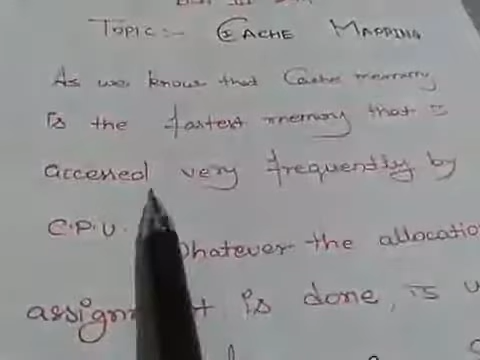 Topic:- Cache Mapping
As we know that Cache memory
is the fastest memory that is
accessed very frequently by
C.P.U. Whatever the allocatio
assignm t is done, is